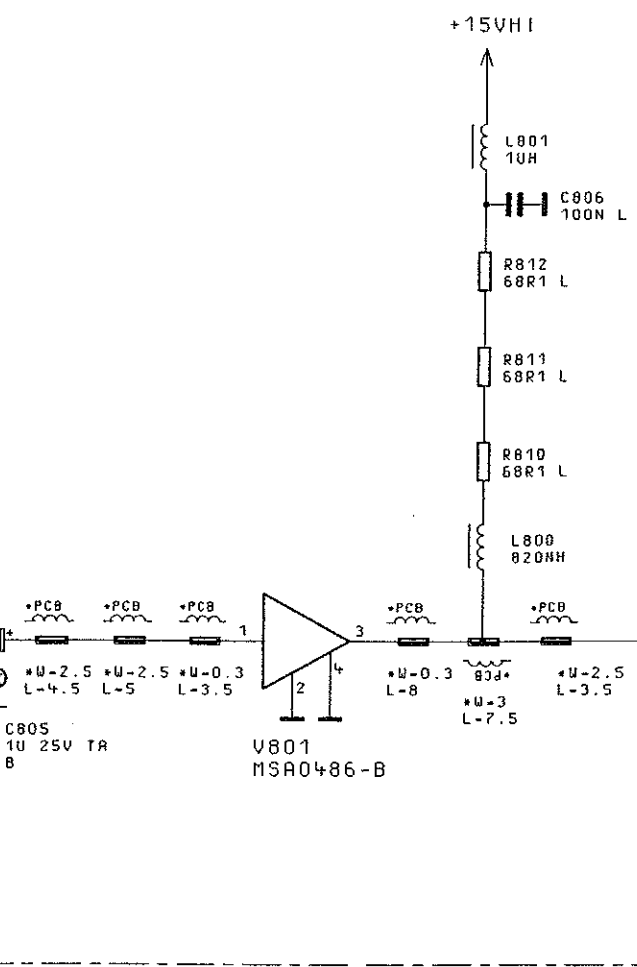 +15VHI
L801
1UH
C806
100N L
R812
68R1 L
R811
68R1 L
R810
68R1 L
L800
820NH
*PCB
*PCB
*PCB
1
3
*PCB
*PCB
+
4
*W=2.5
L=4.5
*W=2.5
L=5
*W=0.3
L=3.5
2
*W=0.3
L=8
*PCB
*W=3
L=7.5
*W=2.5
L=3.5
C805
1U 25V TA
B
V801
MSA0486-B